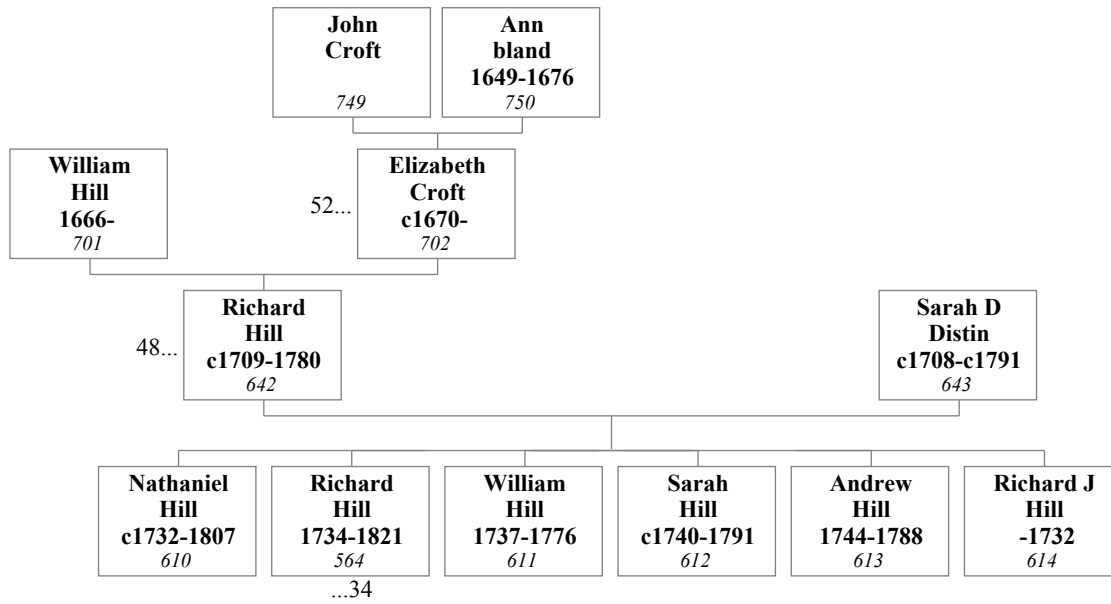 John
Croft
749
Ann
bland
1649-1676
750
William
Hill
1666-
701
52...
Elizabeth
Croft
c1670-
702
48...
Richard
Hill
c1709-1780
642
Sarah D
Distin
c1708-c1791
643
Nathaniel
Hill
c1732-1807
610
Richard
Hill
1734-1821
564
...34
William
Hill
1737-1776
611
Sarah
Hill
c1740-1791
612
Andrew
Hill
1744-1788
613
Richard J
Hill
-1732
614